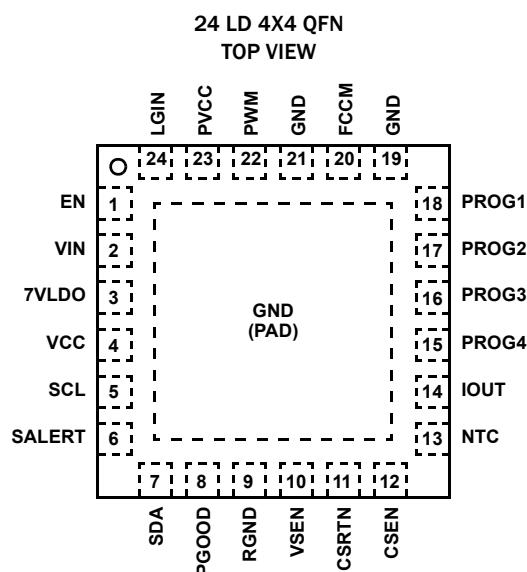 24 LD 4X4 QFN
TOP VIEW
LGIN
PVCC
PWM
GND
FCCM
GND
24
23
22
21
20
19
EN
1
VIN
2
7VLDO
3
VCC
4
SCL
5
SALERT
6
18
PROG1
17
PROG2
16
PROG3
15
PROG4
14
IOUT
13
NTC
GND
(PAD)
7
8
9
10
11
12
SDA
PGOOD
RGND
VSEN
CSRTN
CSEN